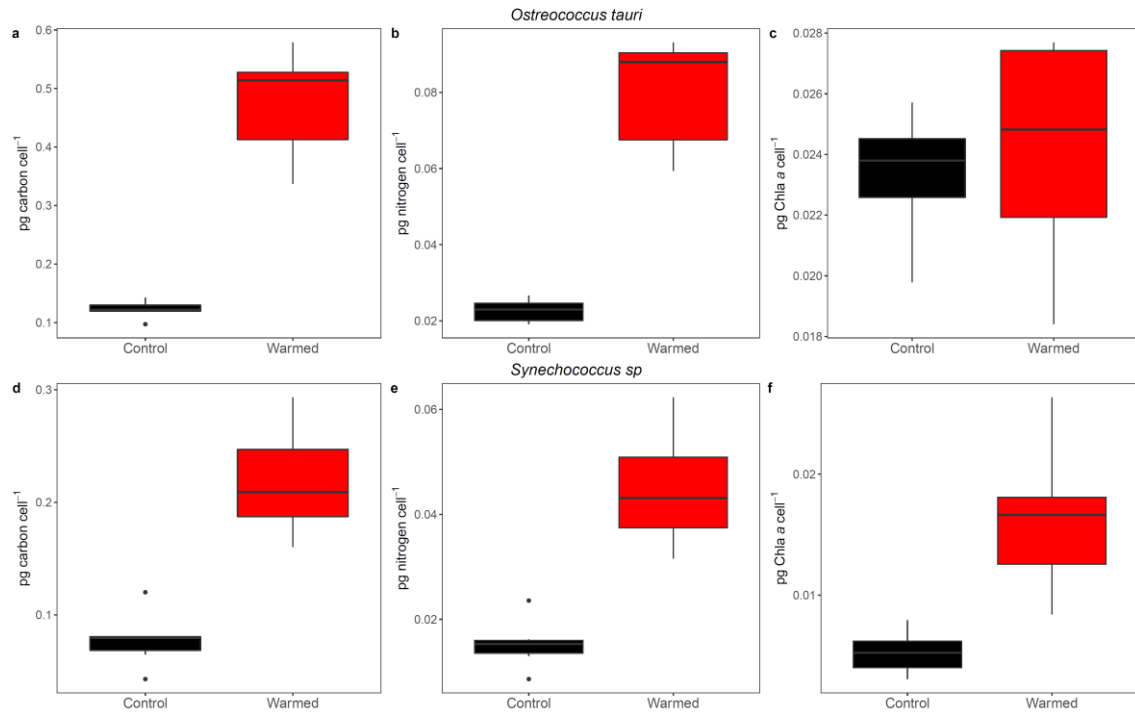 Ostreococcus tauri
a
pg carbon cell⁻¹
0.6
0.5
0.4
0.3
0.2
0.1
Control Warmed
b
pg nitrogen cell⁻¹
0.08
0.06
0.04
0.02
Control Warmed
c
pg Chla a cell⁻¹
0.028
0.026
0.024
0.022
0.020
0.018
Control Warmed
Synechococcus sp
d
pg carbon cell⁻¹
0.3
0.2
0.1
Control Warmed
e
pg nitrogen cell⁻¹
0.06
0.04
0.02
Control Warmed
f
pg Chla a cell⁻¹
0.02
0.01
Control Warmed